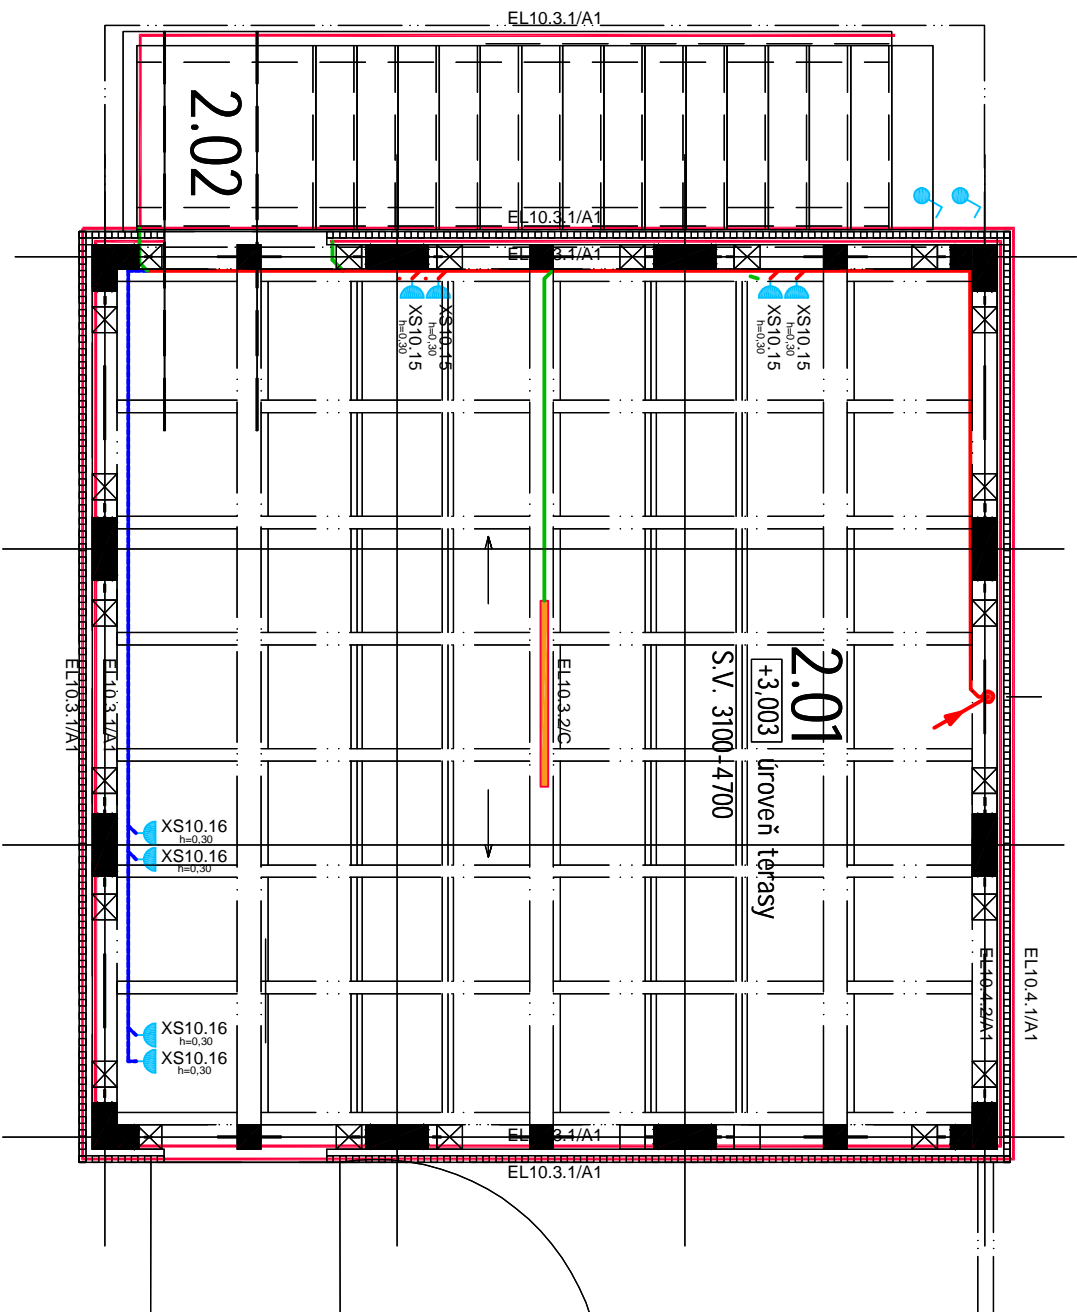 EL10.3.1/A1
2.02
EL10.3.1/A1
EL10.3.1/A1
XS10.15
h=0,30
XS10.15
h=0,30
XS10.15
h=0,30
XS10.15
h=0,30
2.01
+3,003 úroveň terasy
S.V. 3100-4700
EL10.3.2/C
EL10.3.1/A1
EL10.3.1/A1
XS10.16
h=0,30
XS10.16
h=0,30
EL10.4.2/A1
EL10.4.1/A1
XS10.16
h=0,30
XS10.16
h=0,30
EL10.3.1/A1
EL10.3.1/A1